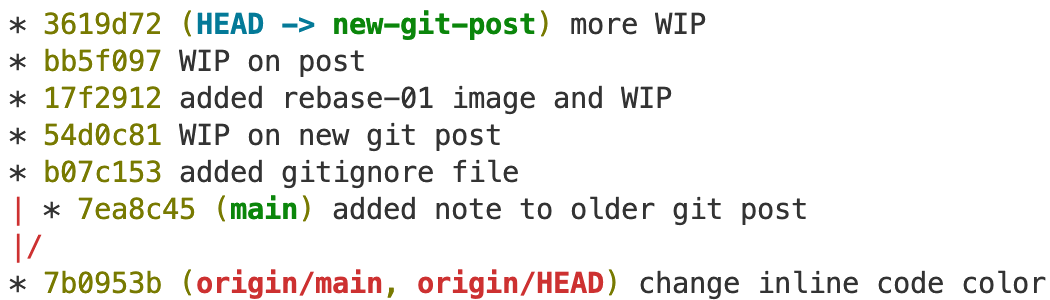 * 3619d72 (HEAD -> new-git-post) more WIP
* bb5f097 WIP on post
* 17f2912 added rebase-01 image and WIP
* 54d0c81 WIP on new git post
* b07c153 added gitignore file
| * 7ea8c45 (main) added note to older git post
|/
* 7b0953b (origin/main, origin/HEAD) change inline code color